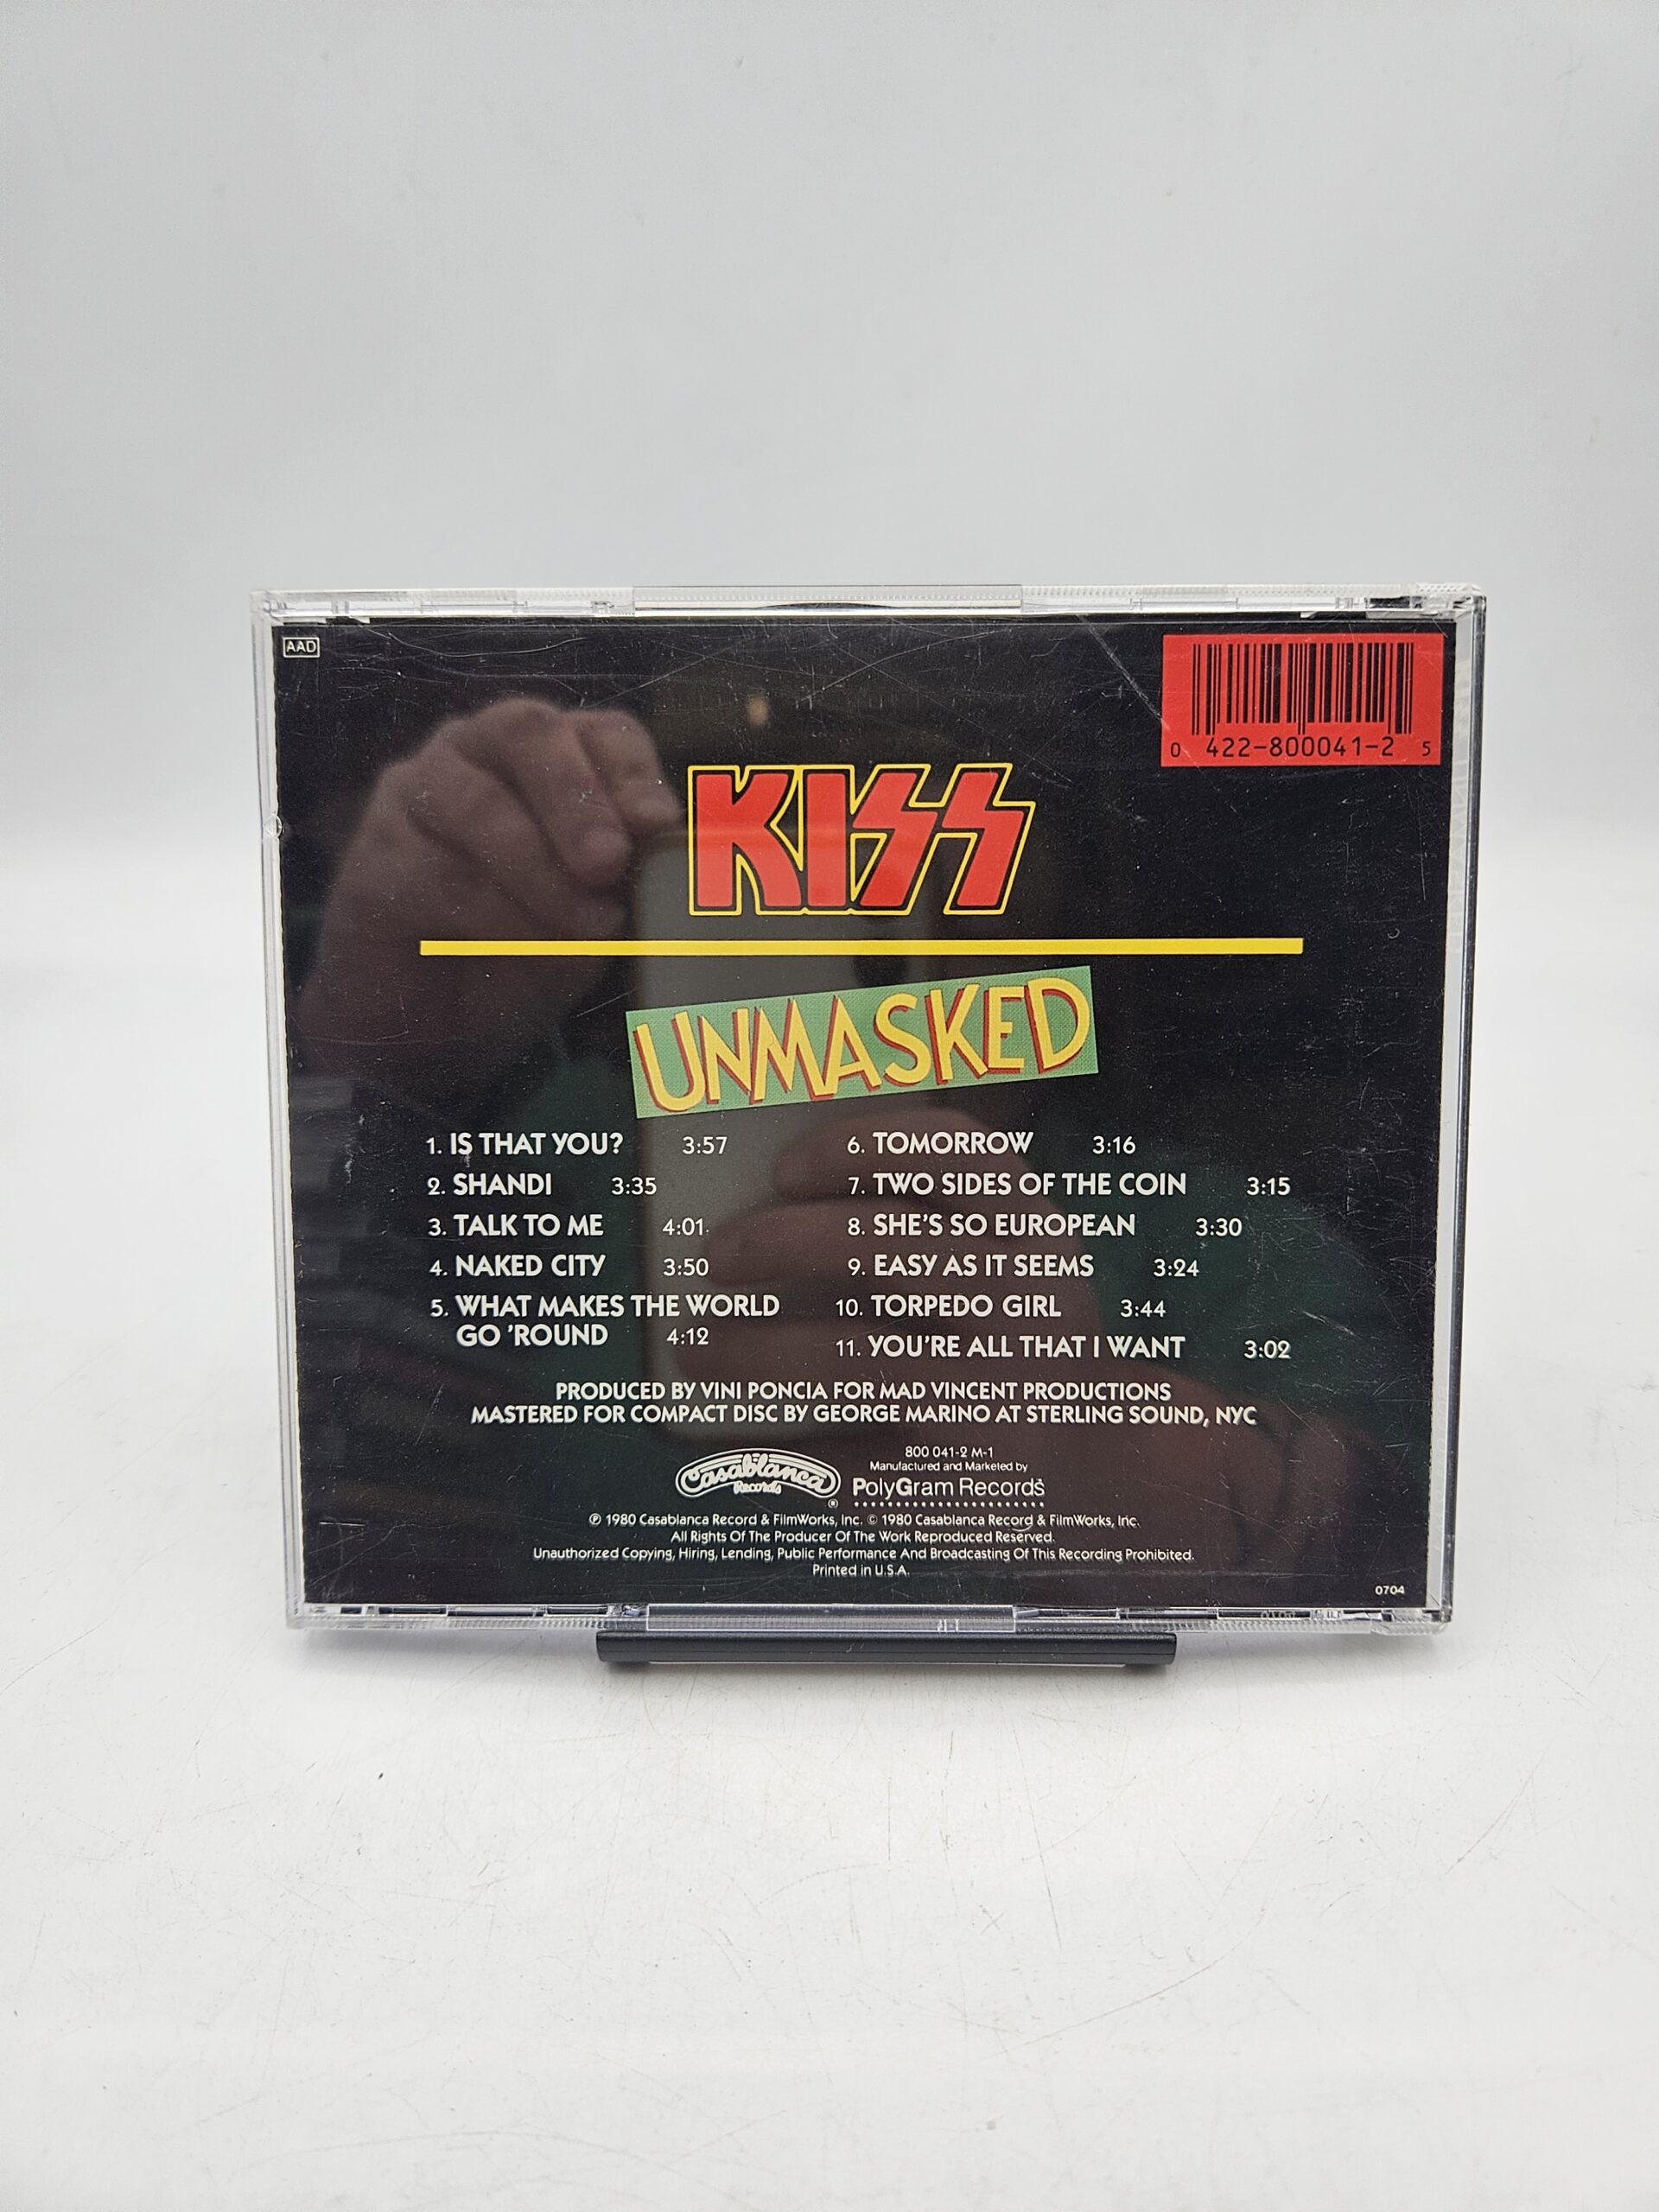 AAD
0 422-800041-2 5
KISS
UNMASKED
1. IS THAT YOU? 3:57
2. SHANDI 3:35
3. TALK TO ME 4:01
4. NAKED CITY 3:50
5. WHAT MAKES THE WORLD
GO 'ROUND 4:12
6. TOMORROW 3:16
7. TWO SIDES OF THE COIN 3:15
8. SHE'S SO EUROPEAN 3:30
9. EASY AS IT SEEMS 3:24
10. TORPEDO GIRL 3:44
11. YOU'RE ALL THAT I WANT 3:02
PRODUCED BY VINI PONCIA FOR MAD VINCENT PRODUCTIONS
MASTERED FOR COMPACT DISC BY GEORGE MARINO AT STERLING SOUND, NYC
Casablanca
Records
®
800 041-2 M-1
Manufactured and Marketed by
PolyGram Records
℗ 1980 Casablanca Record & FilmWorks, Inc. © 1980 Casablanca Record & FilmWorks, Inc.
All Rights Of The Producer Of The Work Reproduced Reserved.
Unauthorized Copying, Hiring, Lending, Public Performance And Broadcasting Of This Recording Prohibited.
Printed in U.S.A.
0704